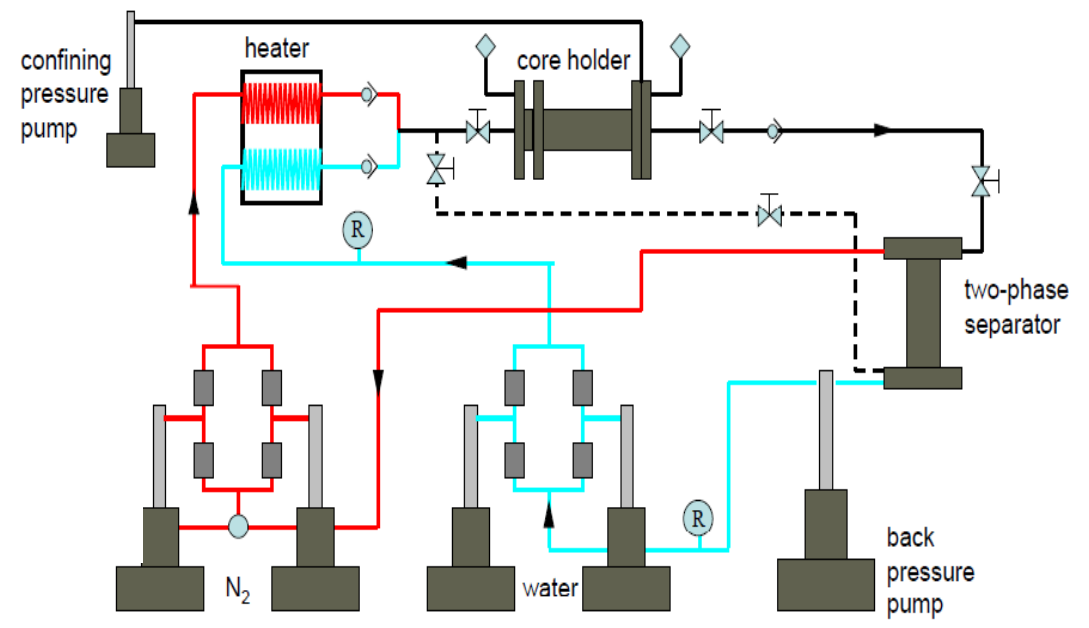 confining
pressure
pump
heater
core holder
R
two-phase
separator
R
N₂
water
back
pressure
pump